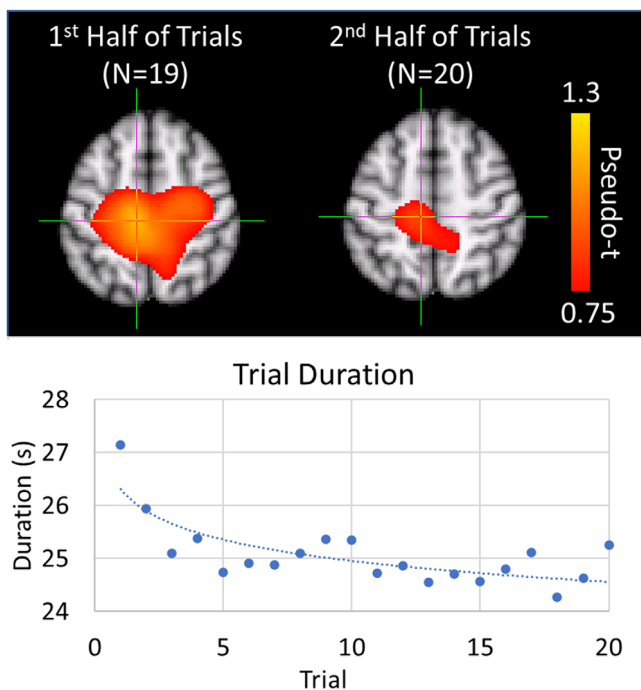 1st Half of Trials
(N=19)
2nd Half of Trials
(N=20)
1.3
Pseudo-t
0.75
Trial Duration
28
27
26
25
24
Duration (s)
0 5 10 15 20
Trial